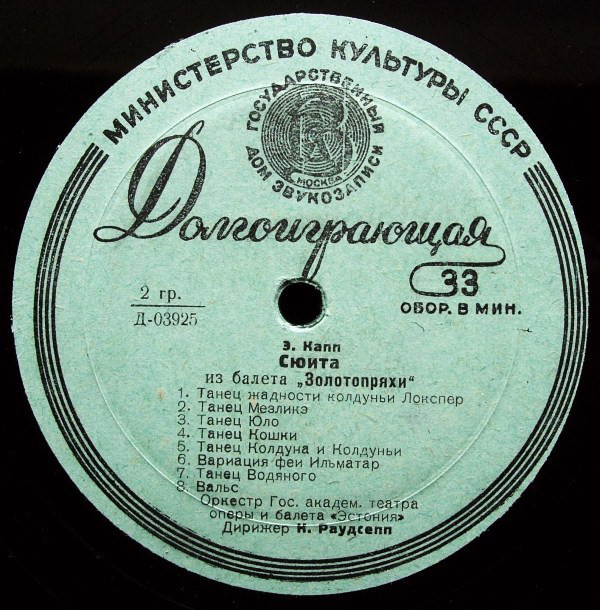 МИНИСТЕРСТВО КУЛЬТУРЫ СССР
ГОСУДАРСТВЕННЫЙ
ДОМ ЗВУКОЗАПИСИ
МОСКВА
Долгоиграющая
33
ОБОР. В МИН.
2 гр.
Д-03925
Э. Капп
Сюита
из балета „Золотопряхи“
1. Танец жадности колдуньи Локспер
2. Танец Мезликэ
3. Танец Юло
4. Танец Кошки
5. Танец Колдуна и Колдуньи
6. Вариация феи Ильматар
7. Танец Водяного
8. Вальс
Оркестр Гос. академ. театра
оперы и балета «Эстония»
Дирижер К. Раудсепп